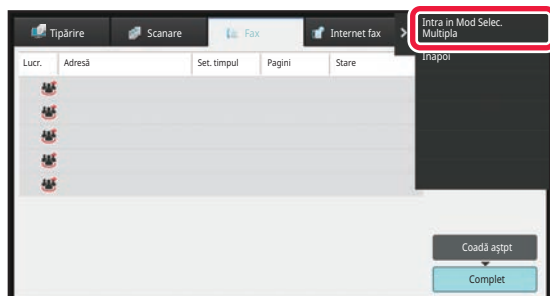 Tipărire
Scanare
Fax
Internet fax
Intra in Mod Selec.
Multipla
Inapoi
Lucr.
Adresă
Set. timpul
Pagini
Stare
Coadă aştpt
Complet